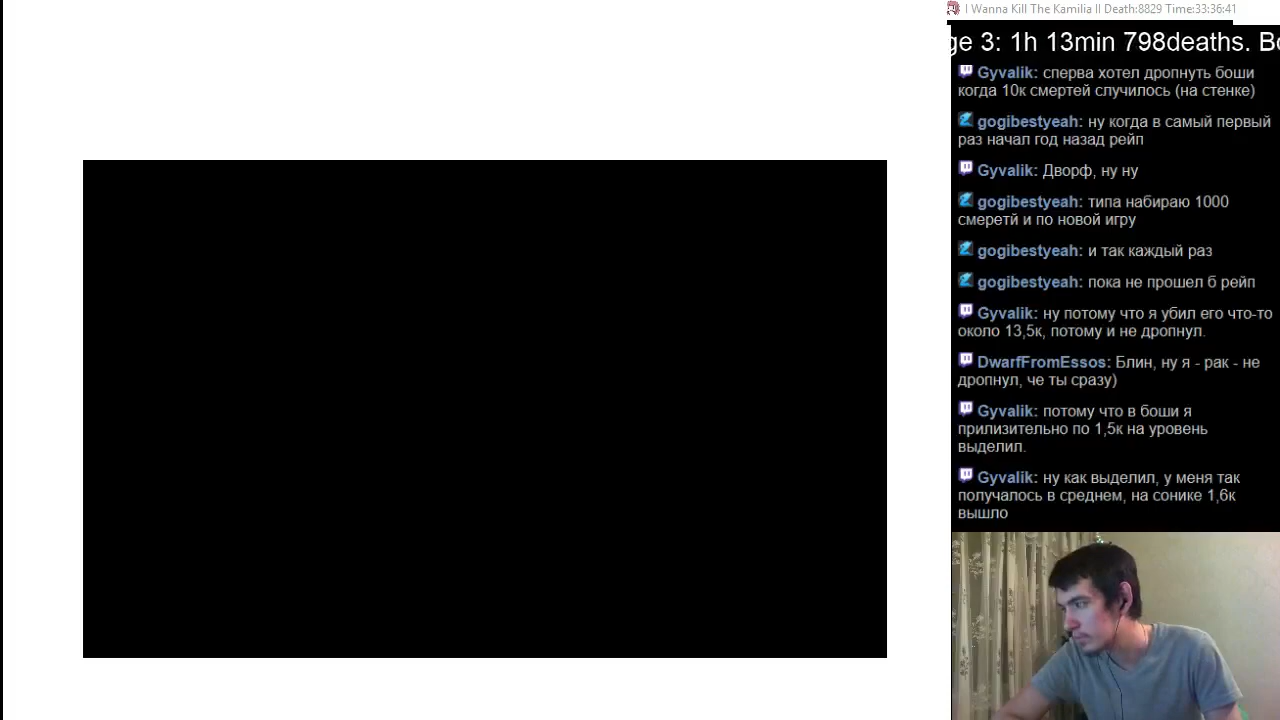 I Wanna Kill The Kamilia II Death:8829 Time:33:36:41
ge 3: 1h 13min 798deaths. Bo
Gyvalik: сперва хотел дропнуть боши
когда 10к смертей случилось (на стенке)
gogibestyeah: ну когда в самый первый
раз начал год назад рейп
Gyvalik: Дворф, ну ну
gogibestyeah: типа набираю 1000
смеретй и по новой игру
gogibestyeah: и так каждый раз
gogibestyeah: пока не прошел б рейп
Gyvalik: ну потому что я убил его что-то
около 13,5к, потому и не дропнул.
DwarfFromEssos: Блин, ну я - рак - не
дропнул, че ты сразу)
Gyvalik: потому что в боши я
прилизительно по 1,5к на уровень
выделил.
Gyvalik: ну как выделил, у меня так
получалось в среднем, на сонике 1,6к
вышло